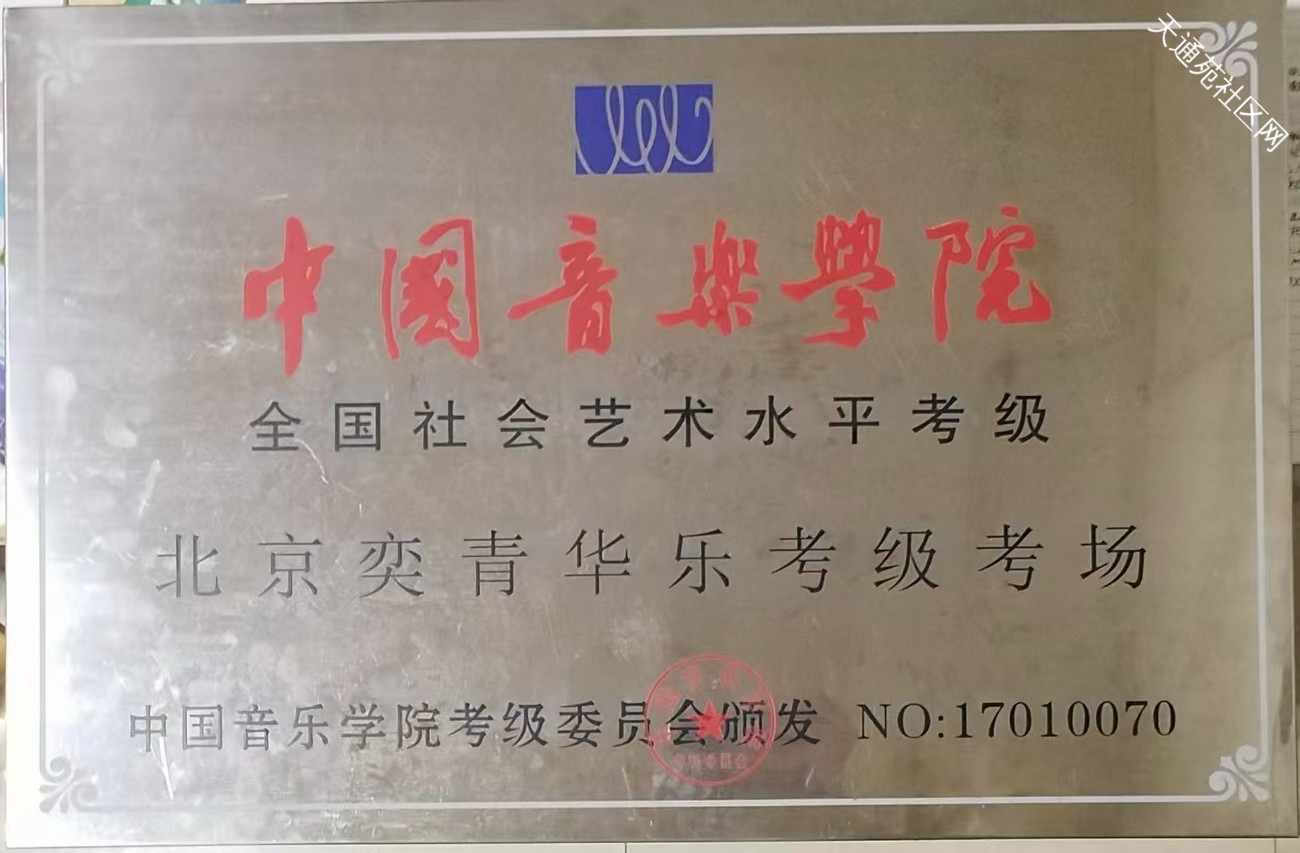 天通苑社区网
中國音樂學院
全国社会艺术水平考级
北京奕青华乐考级考场
中国音乐学院考级委员会颁发 NO:17010070